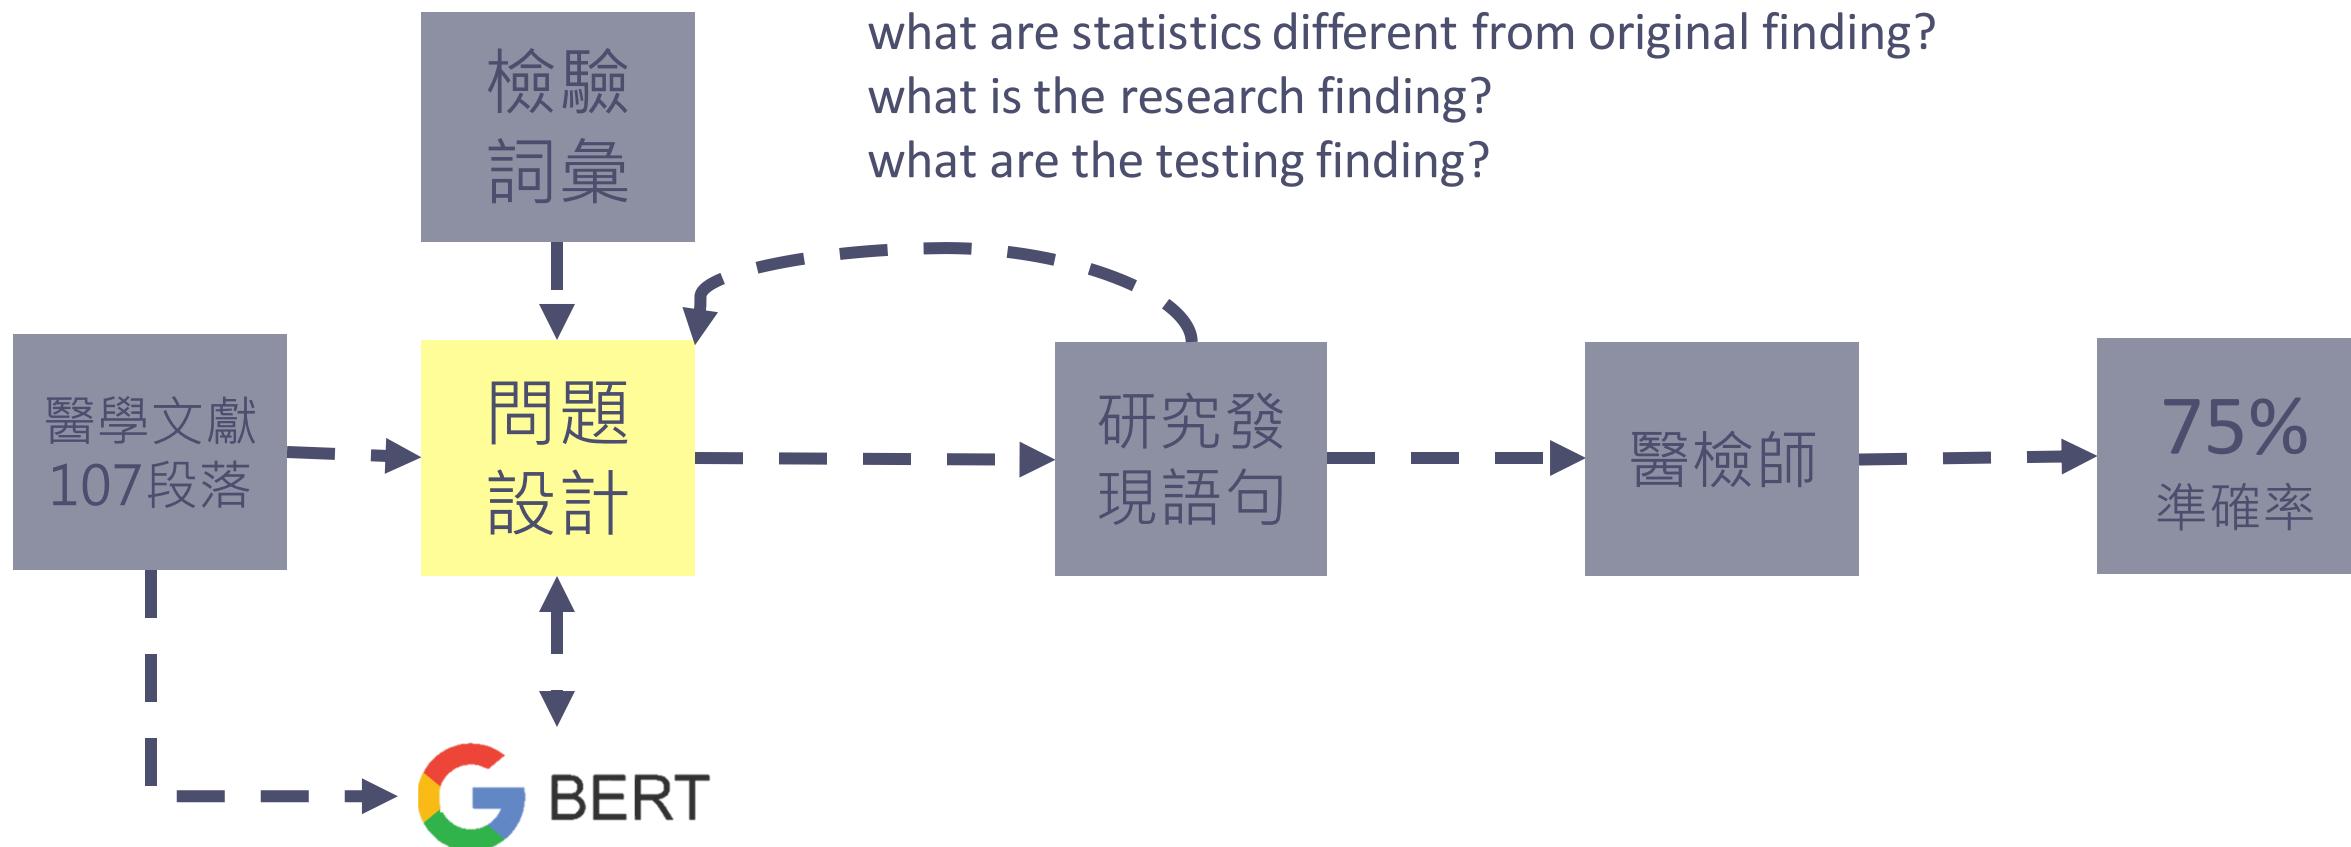 檢驗
詞彙
what are statistics different from original finding?
what is the research finding?
what are the testing finding?
醫學文獻
107段落
問題
設計
研究發
現語句
醫檢師
75%
準確率
BERT